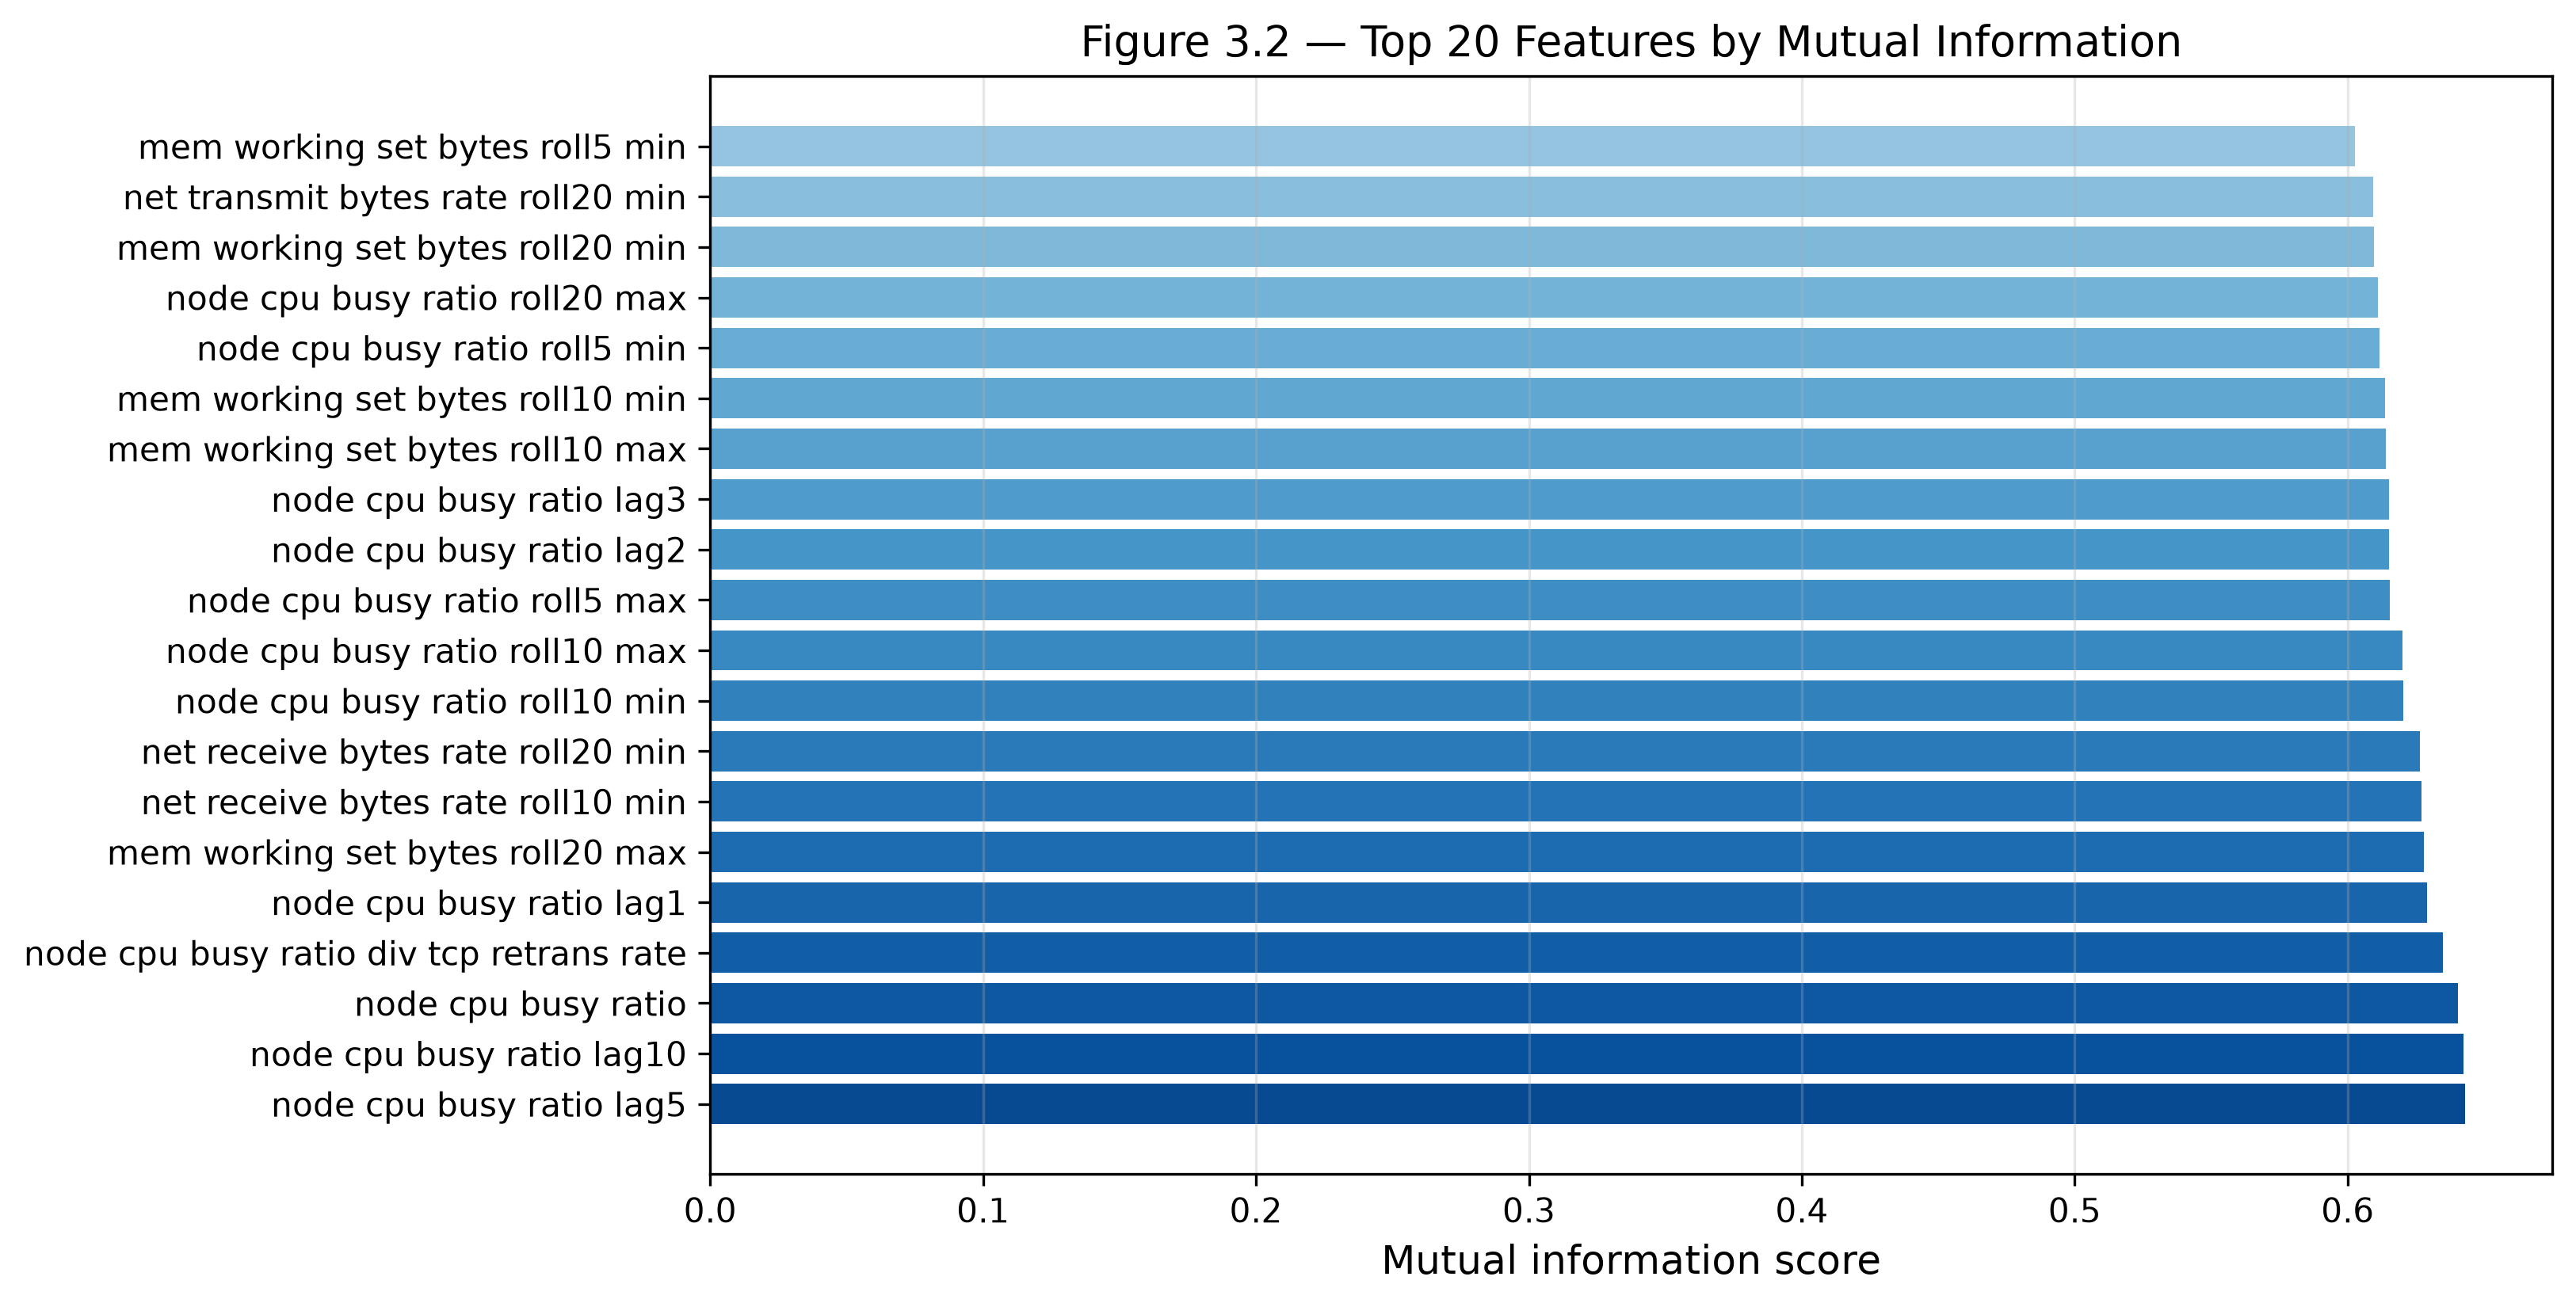 Figure 3.2 — Top 20 Features by Mutual Information
mem working set bytes roll5 min
net transmit bytes rate roll20 min
mem working set bytes roll20 min
node cpu busy ratio roll20 max
node cpu busy ratio roll5 min
mem working set bytes roll10 min
mem working set bytes roll10 max
node cpu busy ratio lag3
node cpu busy ratio lag2
node cpu busy ratio roll5 max
node cpu busy ratio roll10 max
node cpu busy ratio roll10 min
net receive bytes rate roll20 min
net receive bytes rate roll10 min
mem working set bytes roll20 max
node cpu busy ratio lag1
node cpu busy ratio div tcp retrans rate
node cpu busy ratio
node cpu busy ratio lag10
node cpu busy ratio lag5
0.0 0.1 0.2 0.3 0.4 0.5 0.6
Mutual information score